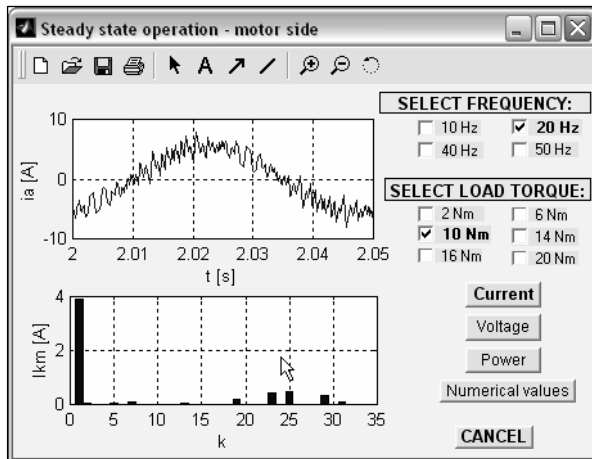 Steady state operation - motor side
A
SELECT FREQUENCY:
10 Hz
20 Hz
40 Hz
50 Hz
SELECT LOAD TORQUE:
2 Nm
6 Nm
10 Nm
14 Nm
16 Nm
20 Nm
Current
Voltage
Power
Numerical values
CANCEL
10
0
-10
ia [A]
2 2.01 2.02 2.03 2.04 2.05
t [s]
4
2
0
Ikm [A]
0 5 10 15 20 25 30 35
k